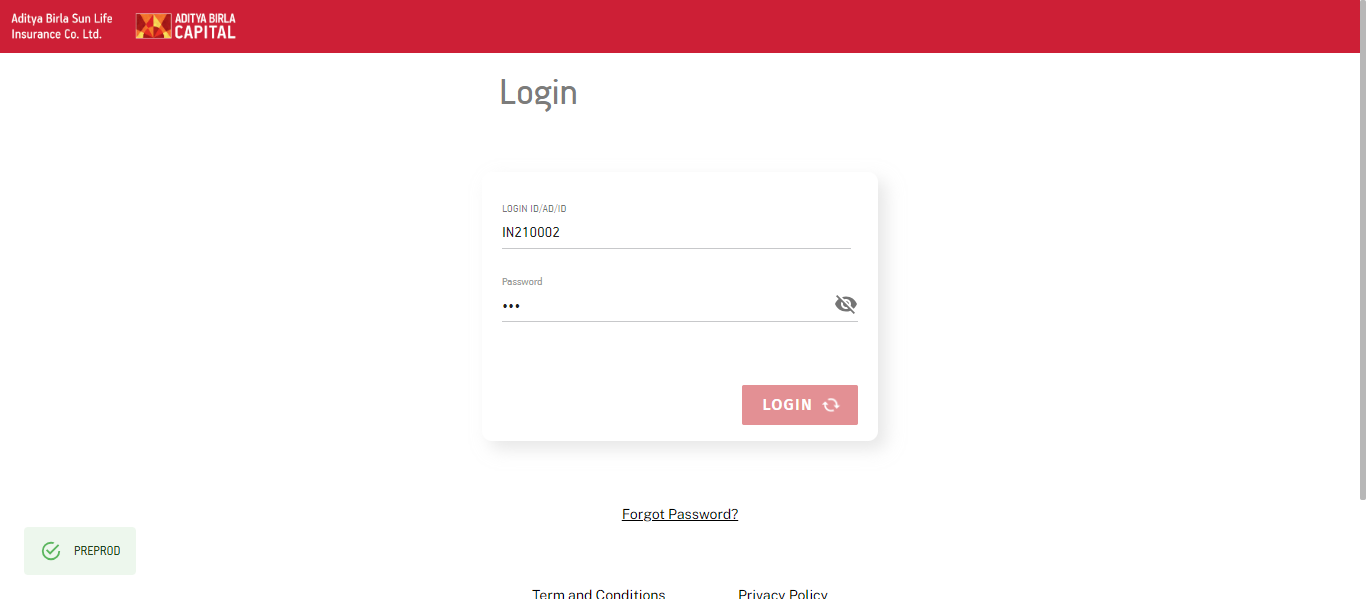 Aditya Birla Sun Life
Insurance Co. Ltd.
ADITYA BIRLA
CAPITAL
Login
LOGIN ID/AD/ID
IN210002
Password
•••
LOGIN
Forgot Password?
PREPROD
Term and Conditions Privacy Policy